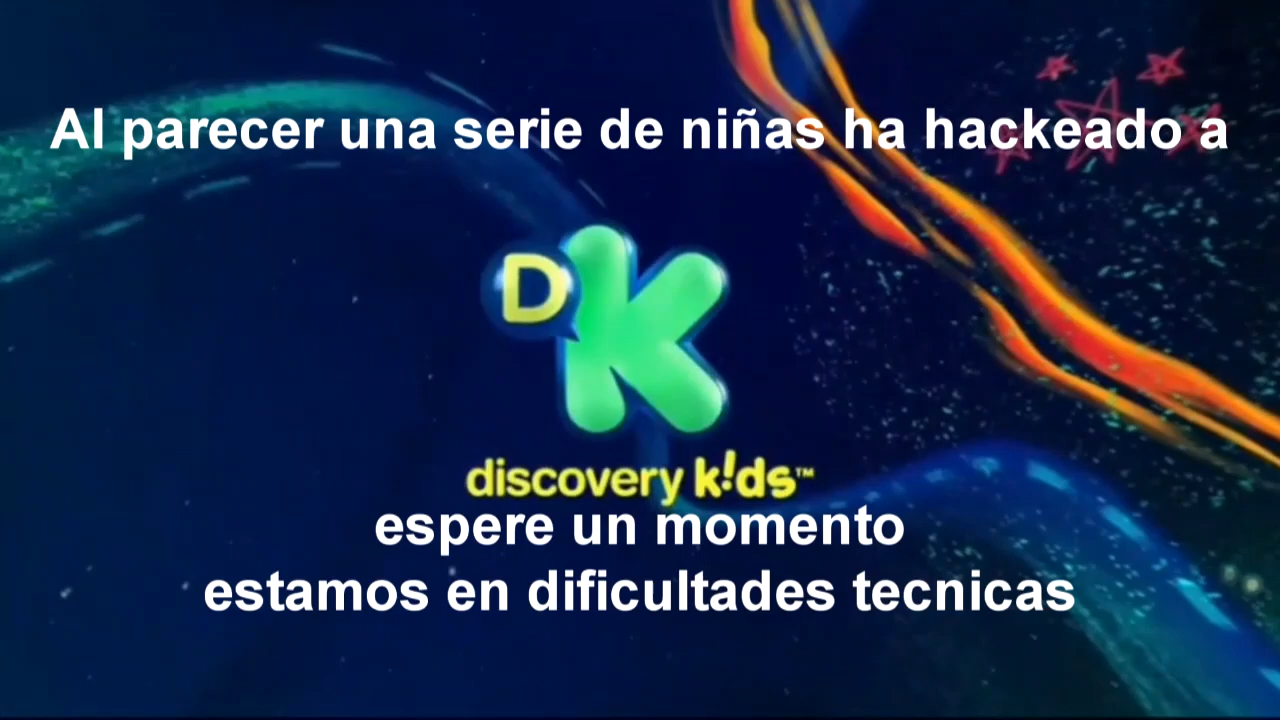 Al parecer una serie de niñas ha hackeado a
DK
discovery k!ds™
espere un momento
estamos en dificultades tecnicas